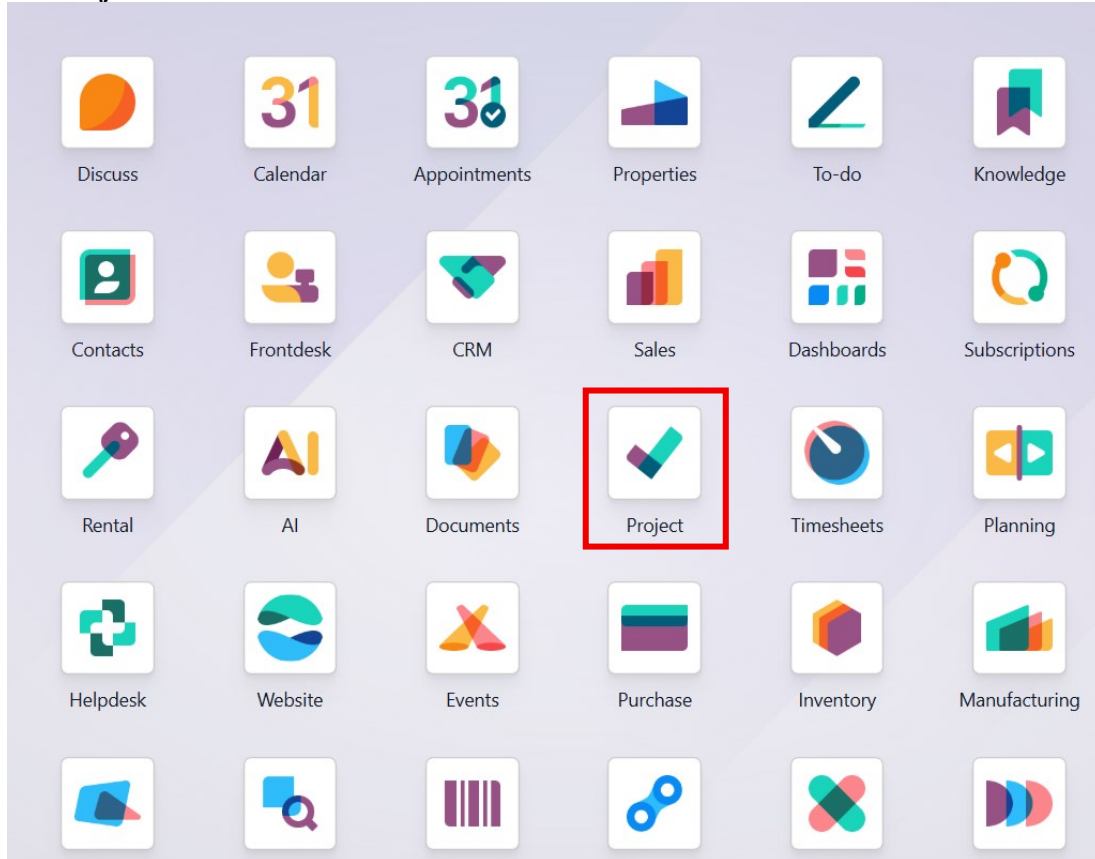 31 31
Discuss Calendar Appointments Properties To-do Knowledge
Contacts Frontdesk CRM Sales Dashboards Subscriptions
AI
Rental AI Documents Project Timesheets Planning
Helpdesk Website Events Purchase Inventory Manufacturing